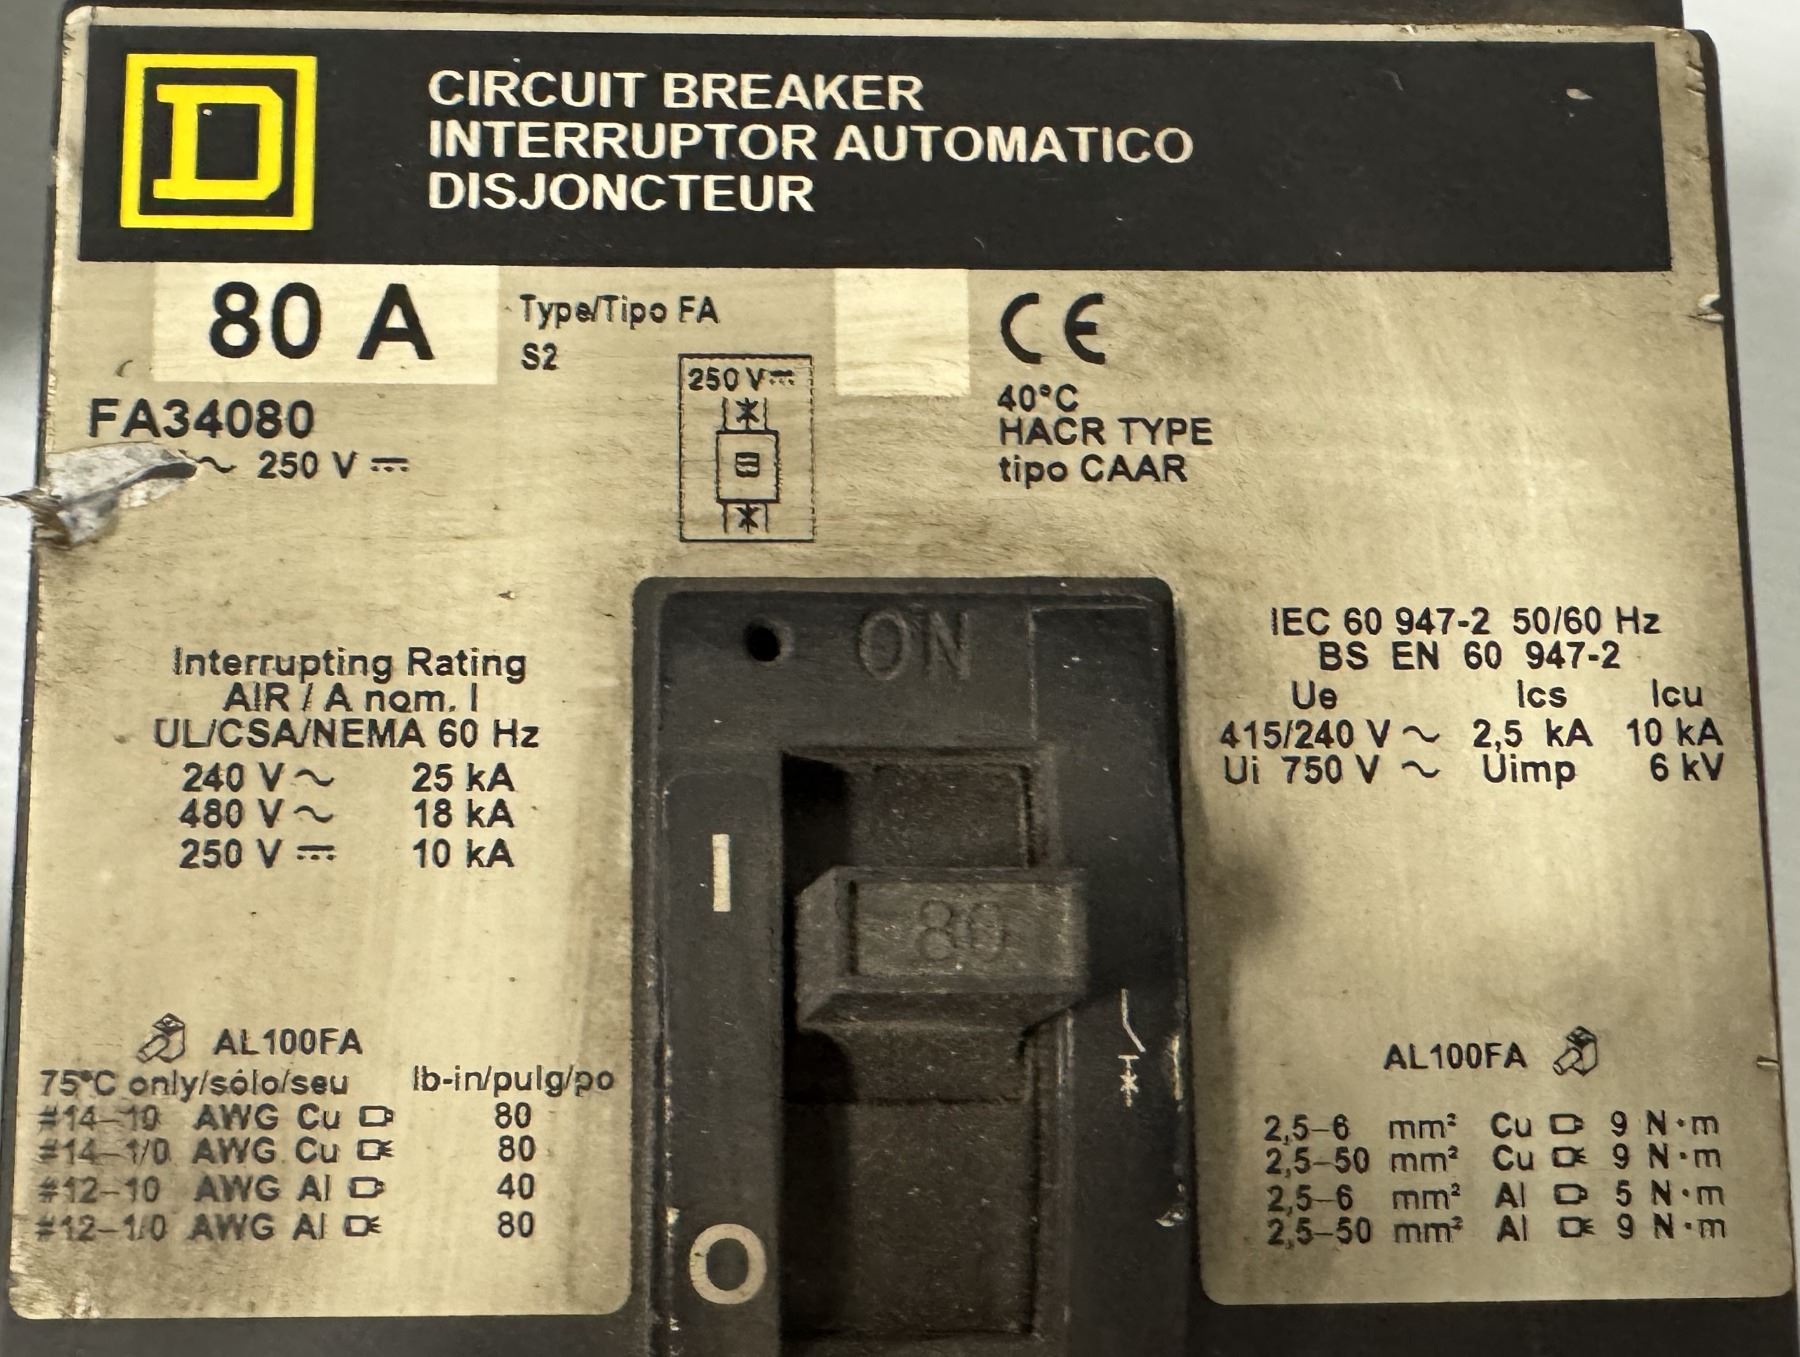 D
CIRCUIT BREAKER
INTERRUPTOR AUTOMATICO
DISJONCTEUR
80 A
Type/Tipo FA
S2
FA34080
~ 250 V ⎓
250 V ⎓
CE
40°C
HACR TYPE
tipo CAAR
Interrupting Rating
AIR / A nom. I
UL/CSA/NEMA 60 Hz
240 V ~ 25 kA
480 V ~ 18 kA
250 V ⎓ 10 kA
AL100FA
75°C only/sólo/seu lb-in/pulg/po
#14–10 AWG Cu 80
#14–1/0 AWG Cu 80
#12–10 AWG Al 40
#12–1/0 AWG Al 80
ON
I
80
O
IEC 60 947-2 50/60 Hz
BS EN 60 947-2
Ue Ics Icu
415/240 V ~ 2,5 kA 10 kA
Ui 750 V ~ Uimp 6 kV
AL100FA
2,5–6 mm² Cu 9 N·m
2,5–50 mm² Cu 9 N·m
2,5–6 mm² Al 5 N·m
2,5–50 mm² Al 9 N·m